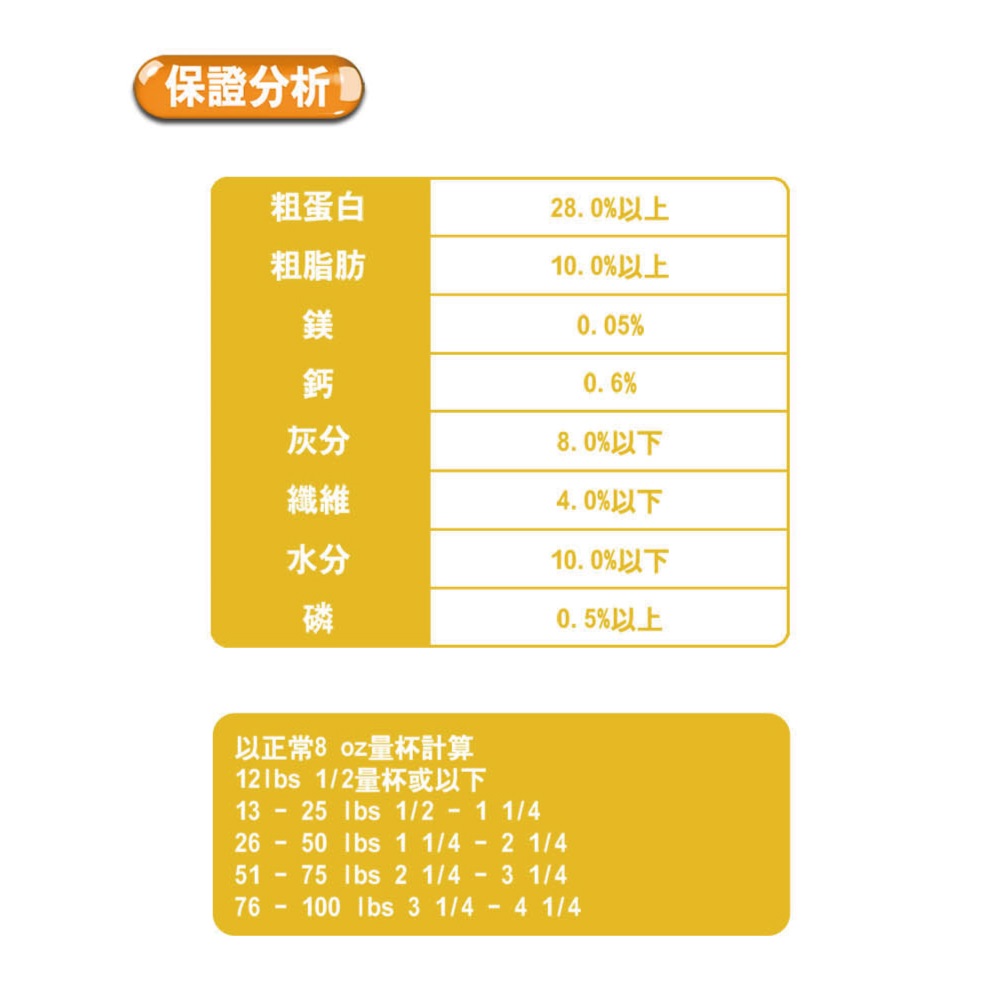 保證分析
粗蛋白 28.0%以上
粗脂肪 10.0%以上
鎂 0.05%
鈣 0.6%
灰分 8.0%以下
纖維 4.0%以下
水分 10.0%以下
磷 0.5%以上
以正常8 oz量杯計算
12lbs 1/2量杯或以下
13 - 25 lbs 1/2 - 1 1/4
26 - 50 lbs 1 1/4 - 2 1/4
51 - 75 lbs 2 1/4 - 3 1/4
76 - 100 lbs 3 1/4 - 4 1/4